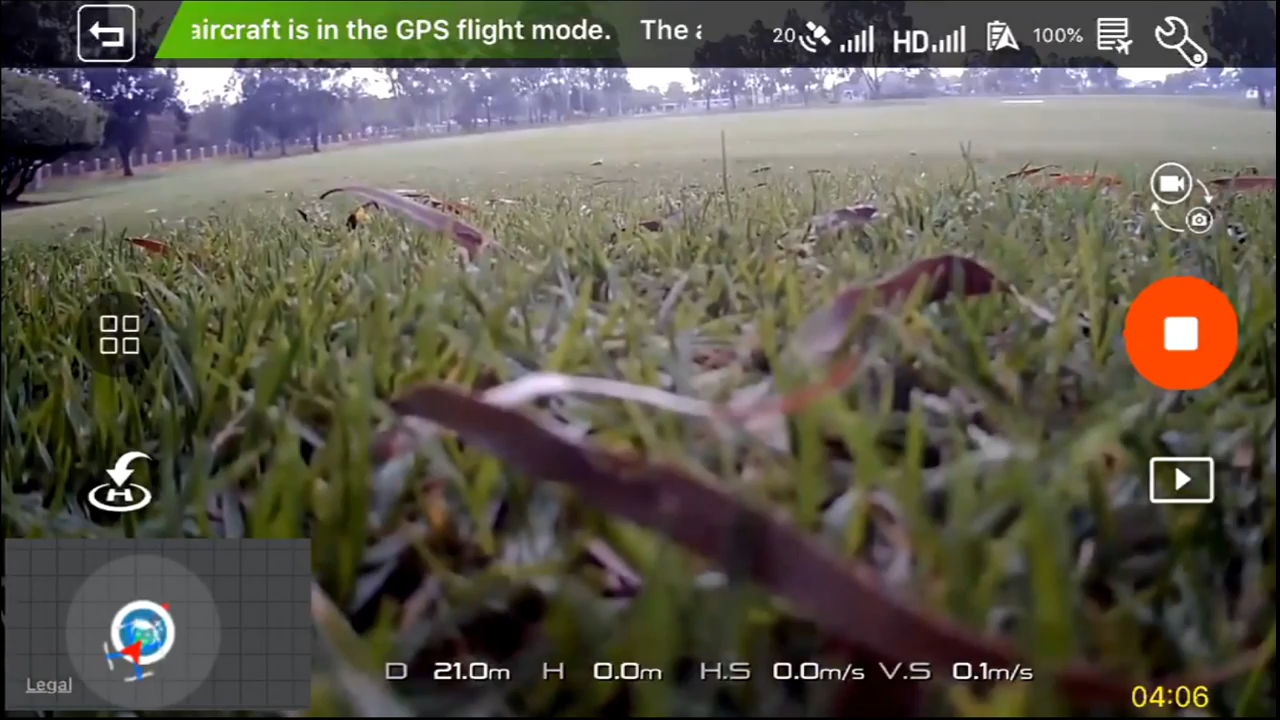 aircraft is in the GPS flight mode. The a
20 HD 100%
H
Legal
D 21.0m H 0.0m H.S 0.0m/s V.S 0.1m/s
04:06